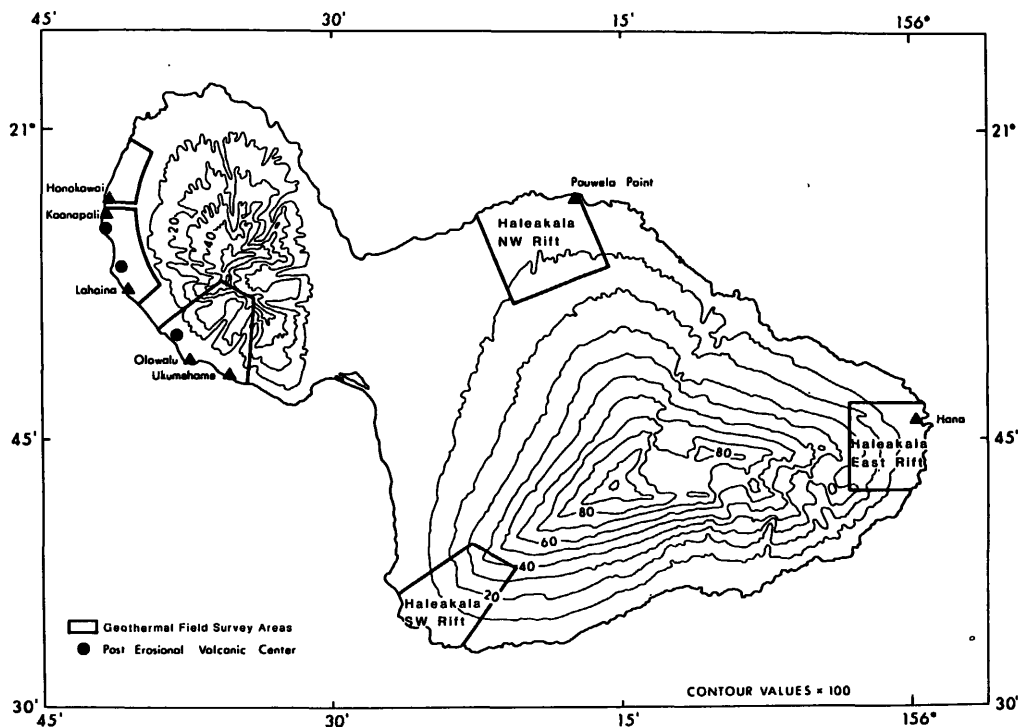 45'
30'
15'
156°
21°
21°
Honokowai
Kaanapali
Lahaina
Olowalu
Ukumehame
20
40
Pauwela Point
Haleakala
NW Rift
Hana
Haleakala
East Rift
45'
45'
80
80
60
40
20
Haleakala
SW Rift
Geothermal Field Survey Areas
Post Erosional Volcanic Center
CONTOUR VALUES × 100
30'
30'
45'
30'
15'
156°